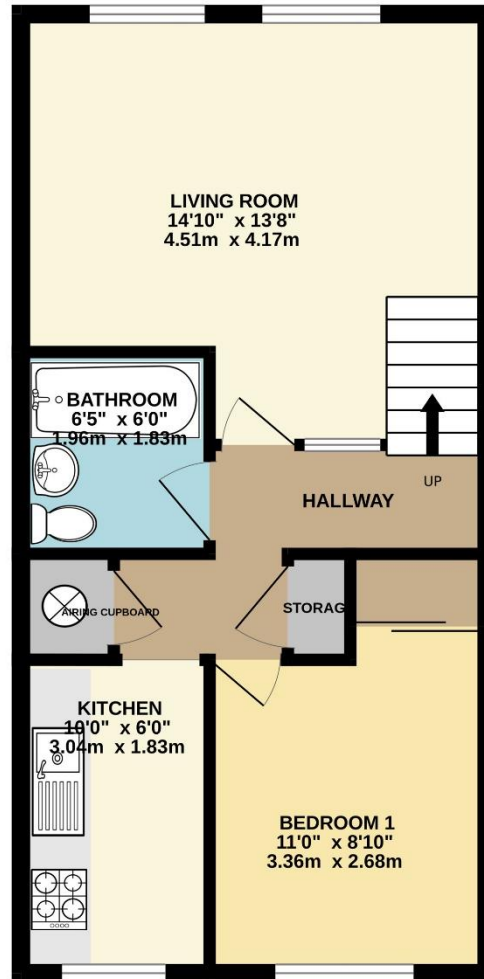 LIVING ROOM
14'10" x 13'8"
4.51m x 4.17m
BATHROOM
6'5" x 6'0"
1.96m x 1.83m
UP
HALLWAY
AIRING CUPBOARD
STORAG
KITCHEN
10'0" x 6'0"
3.04m x 1.83m
BEDROOM 1
11'0" x 8'10"
3.36m x 2.68m